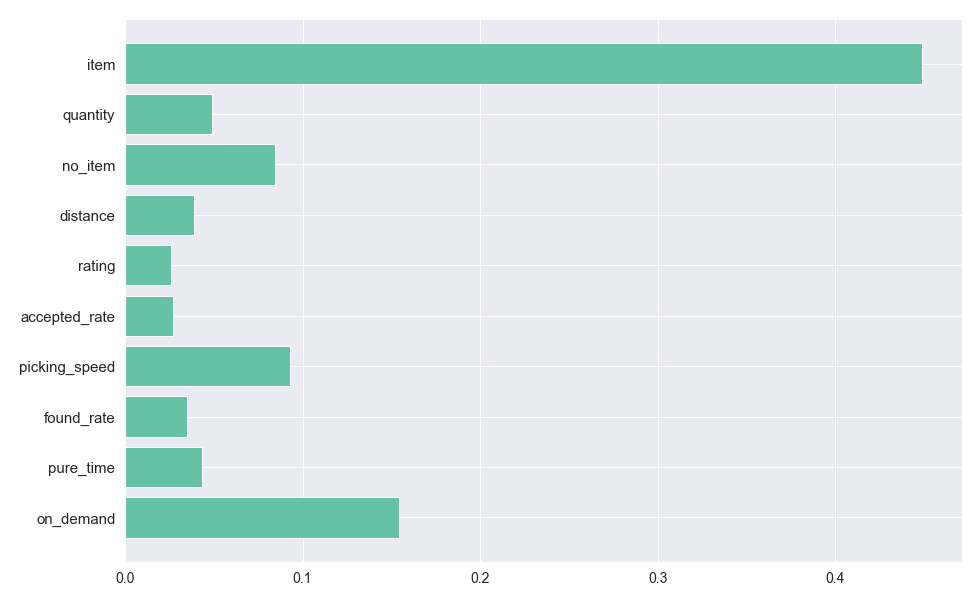 item
quantity
no_item
distance
rating
accepted_rate
picking_speed
found_rate
pure_time
on_demand
0.0 0.1 0.2 0.3 0.4